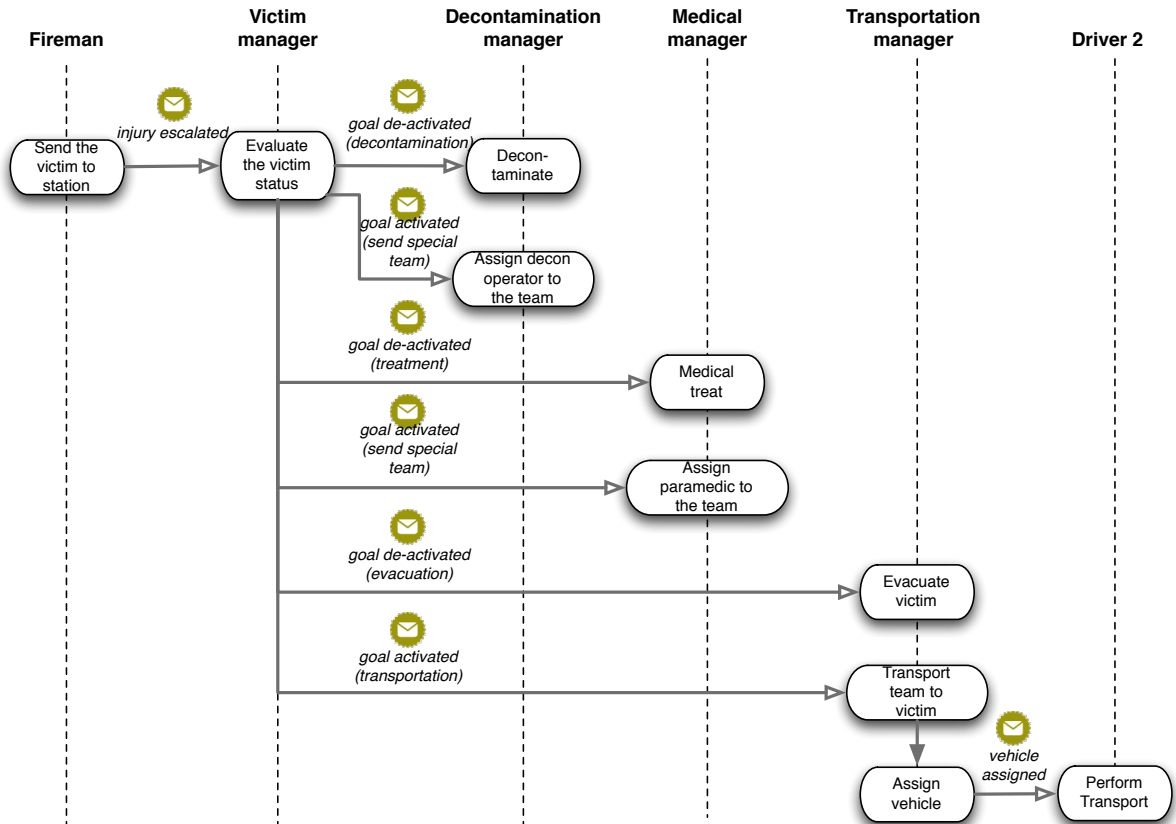 Fireman
Victim
manager
Decontamination
manager
Medical
manager
Transportation
manager
Driver 2
injury escalated
goal de-activated
(decontamination)
Send the
victim to
station
Evaluate
the victim
status
Decon-
taminate
goal activated
(send special
team)
Assign decon
operator to
the team
goal de-activated
(treatment)
Medical
treat
goal activated
(send special
team)
Assign
paramedic to
the team
goal de-activated
(evacuation)
Evacuate
victim
goal activated
(transportation)
Transport
team to
victim
vehicle
assigned
Assign
vehicle
Perform
Transport